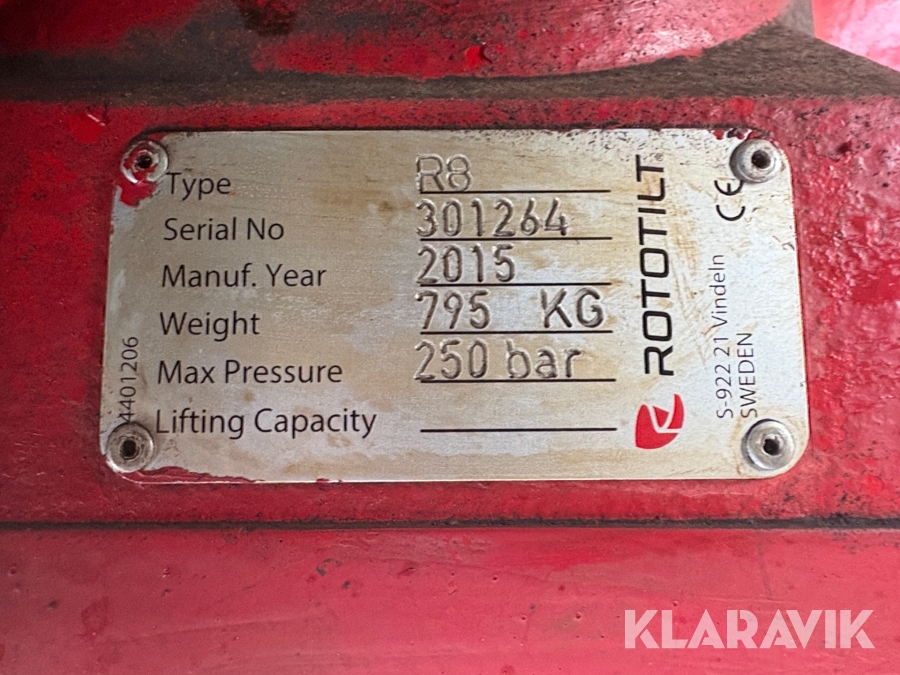 Type R8
Serial No 301264
Manuf. Year 2015
Weight 795 KG
Max Pressure 250 bar
Lifting Capacity
4401206
ROTOTILT®
CE
S-922 21 Vindeln
SWEDEN
KLARAVIK